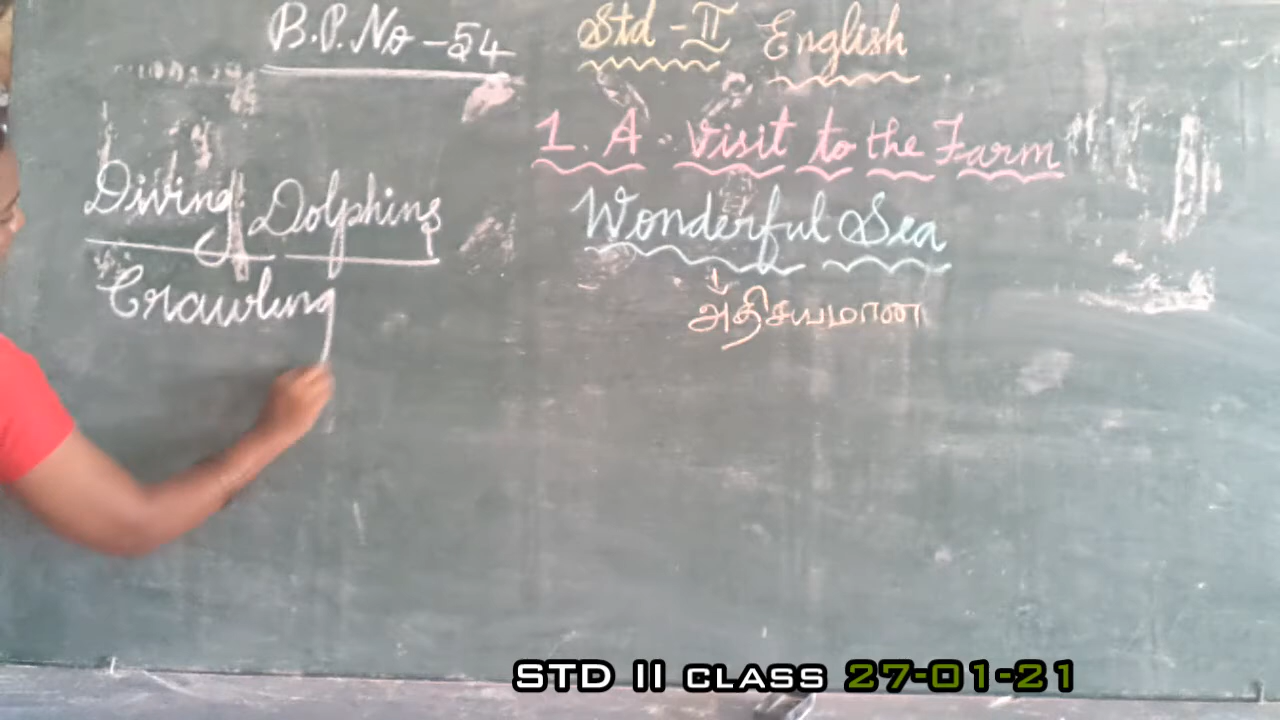 B.P.No - 54
Std - II English
1. A Visit to the Farm
Diving Dolphins
Wonderful Sea
Crawling
அதிசயமான
STD II CLASS 27-01-21